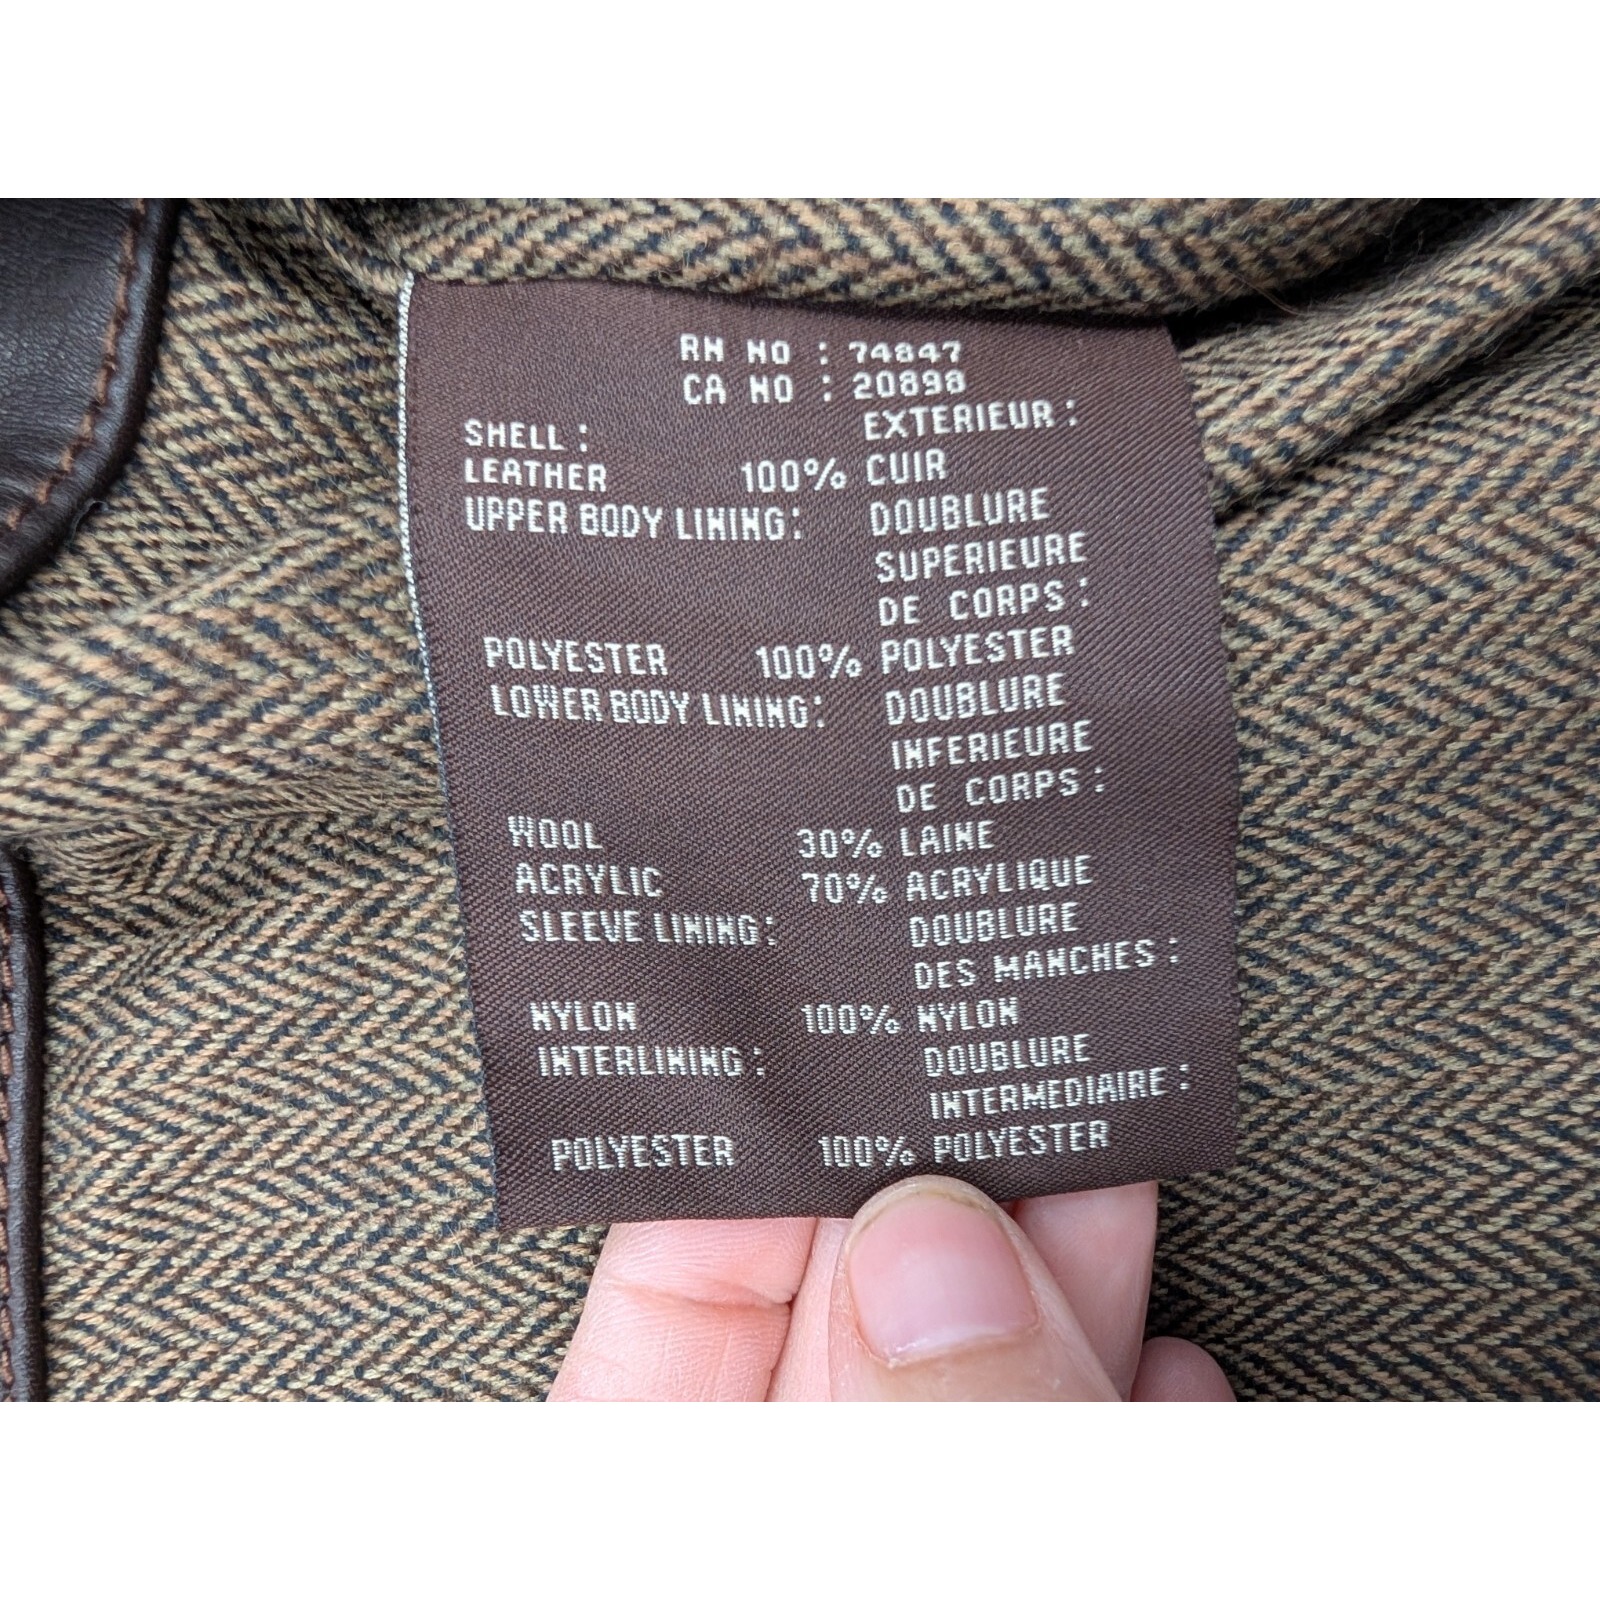 RN NO : 74847
CA NO : 20898
SHELL : EXTERIEUR :
LEATHER 100% CUIR
UPPER BODY LINING : DOUBLURE
SUPERIEURE
DE CORPS :
POLYESTER 100% POLYESTER
LOWER BODY LINING : DOUBLURE
INFERIEURE
DE CORPS :
WOOL 30% LAINE
ACRYLIC 70% ACRYLIQUE
SLEEVE LINING : DOUBLURE
DES MANCHES :
NYLON 100% NYLON
INTERLINING : DOUBLURE
INTERMEDIAIRE :
POLYESTER 100% POLYESTER